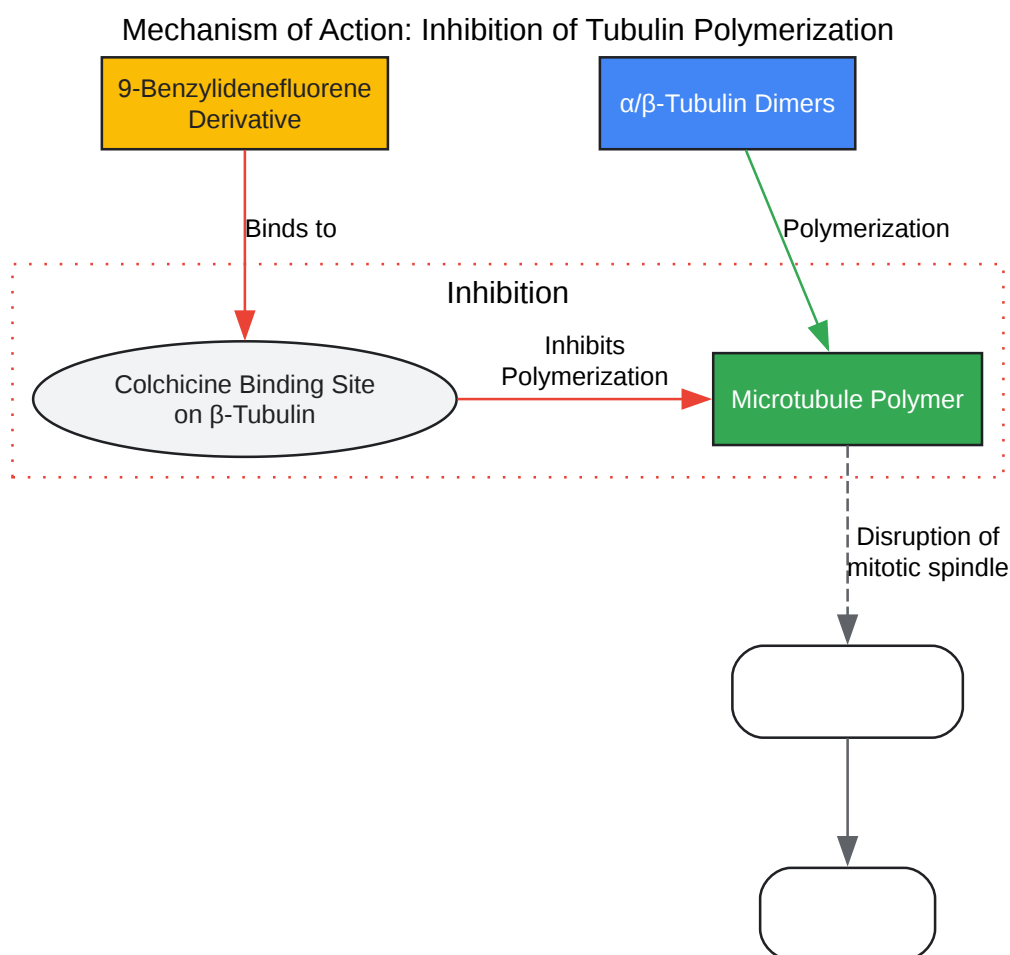 Mechanism of Action: Inhibition of Tubulin Polymerization
9-Benzylidenefluorene
Derivative
α/β-Tubulin Dimers
Binds to
Polymerization
Inhibition
Inhibits
Polymerization
Colchicine Binding Site
on β-Tubulin
Microtubule Polymer
Disruption of
mitotic spindle